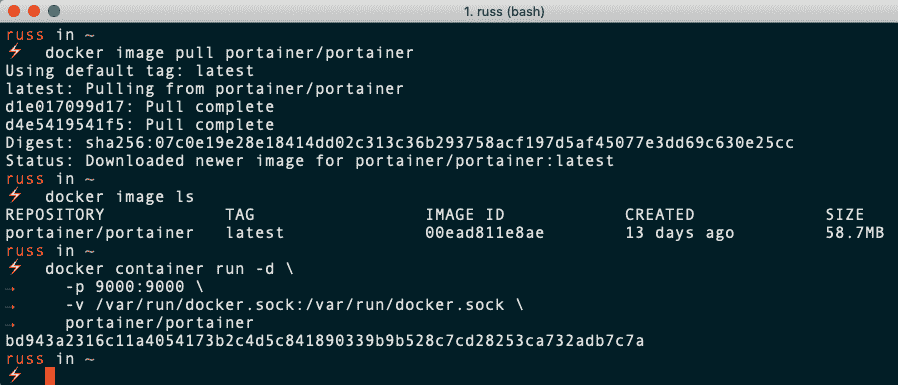 1. russ (bash)
russ in ~
⚡ docker image pull portainer/portainer
Using default tag: latest
latest: Pulling from portainer/portainer
d1e017099d17: Pull complete
d4e5419541f5: Pull complete
Digest: sha256:07c0e19e28e18414dd02c313c36b293758acf197d5af45077e3dd69c630e25cc
Status: Downloaded newer image for portainer/portainer:latest
russ in ~
⚡ docker image ls
REPOSITORY TAG IMAGE ID CREATED SIZE
portainer/portainer latest 00ead811e8ae 13 days ago 58.7MB
russ in ~
⚡ docker container run -d \
→ -p 9000:9000 \
→ -v /var/run/docker.sock:/var/run/docker.sock \
→ portainer/portainer
bd943a2316c11a4054173b2c4d5c841890339b9b528c7cd28253ca732adb7c7a
russ in ~
⚡